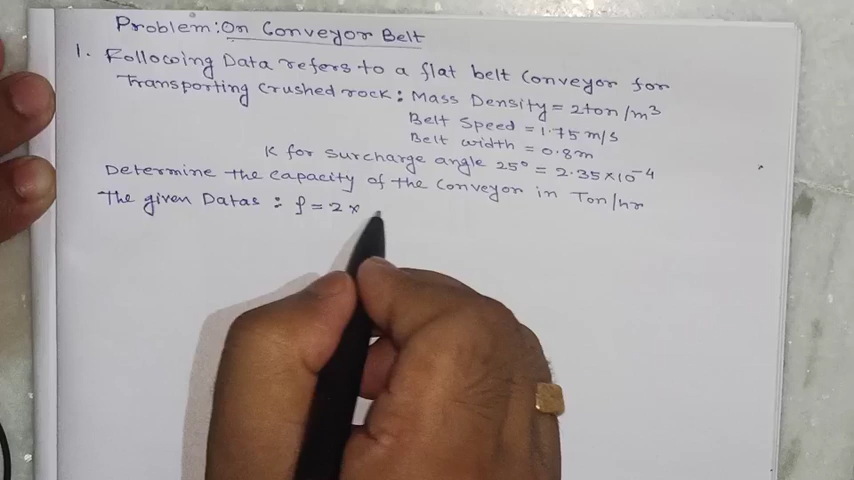 Problem: On Conveyor Belt
1. Following Data refers to a flat belt Conveyor for
Transporting Crushed rock: Mass Density = 2ton/m³
Belt Speed = 1.75 m/s
Belt width = 0.8m
K for surcharge angle 25° = 2.35×10⁻⁴
Determine the capacity of the Conveyor in Ton/hr
The given Datas : ρ = 2 ×